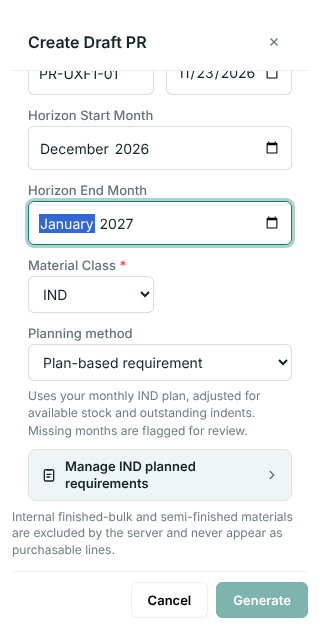 Create Draft PR ×
PR-UXF1-01 11/23/2026
Horizon Start Month
December 2026
Horizon End Month
January 2027
Material Class *
IND
Planning method
Plan-based requirement
Uses your monthly IND plan, adjusted for
available stock and outstanding indents.
Missing months are flagged for review.
Manage IND planned
requirements
Internal finished-bulk and semi-finished materials
are excluded by the server and never appear as
purchasable lines.
Cancel Generate